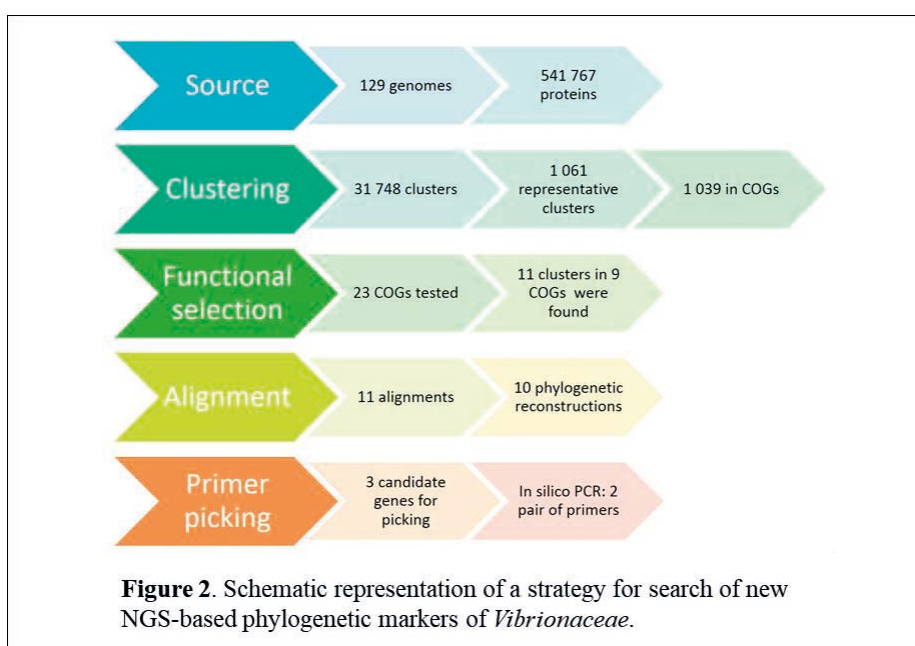 Source
129 genomes
541 767
proteins
Clustering
31 748 clusters
1 061
representative
clusters
1 039 in COGs
Functional
selection
23 COGs tested
11 clusters in 9
COGs were
found
Alignment
11 alignments
10 phylogenetic
reconstructions
Primer
picking
3 candidate
genes for
picking
In silico PCR: 2
pair of primers
Figure 2. Schematic representation of a strategy for search of new
NGS-based phylogenetic markers of Vibrionaceae.